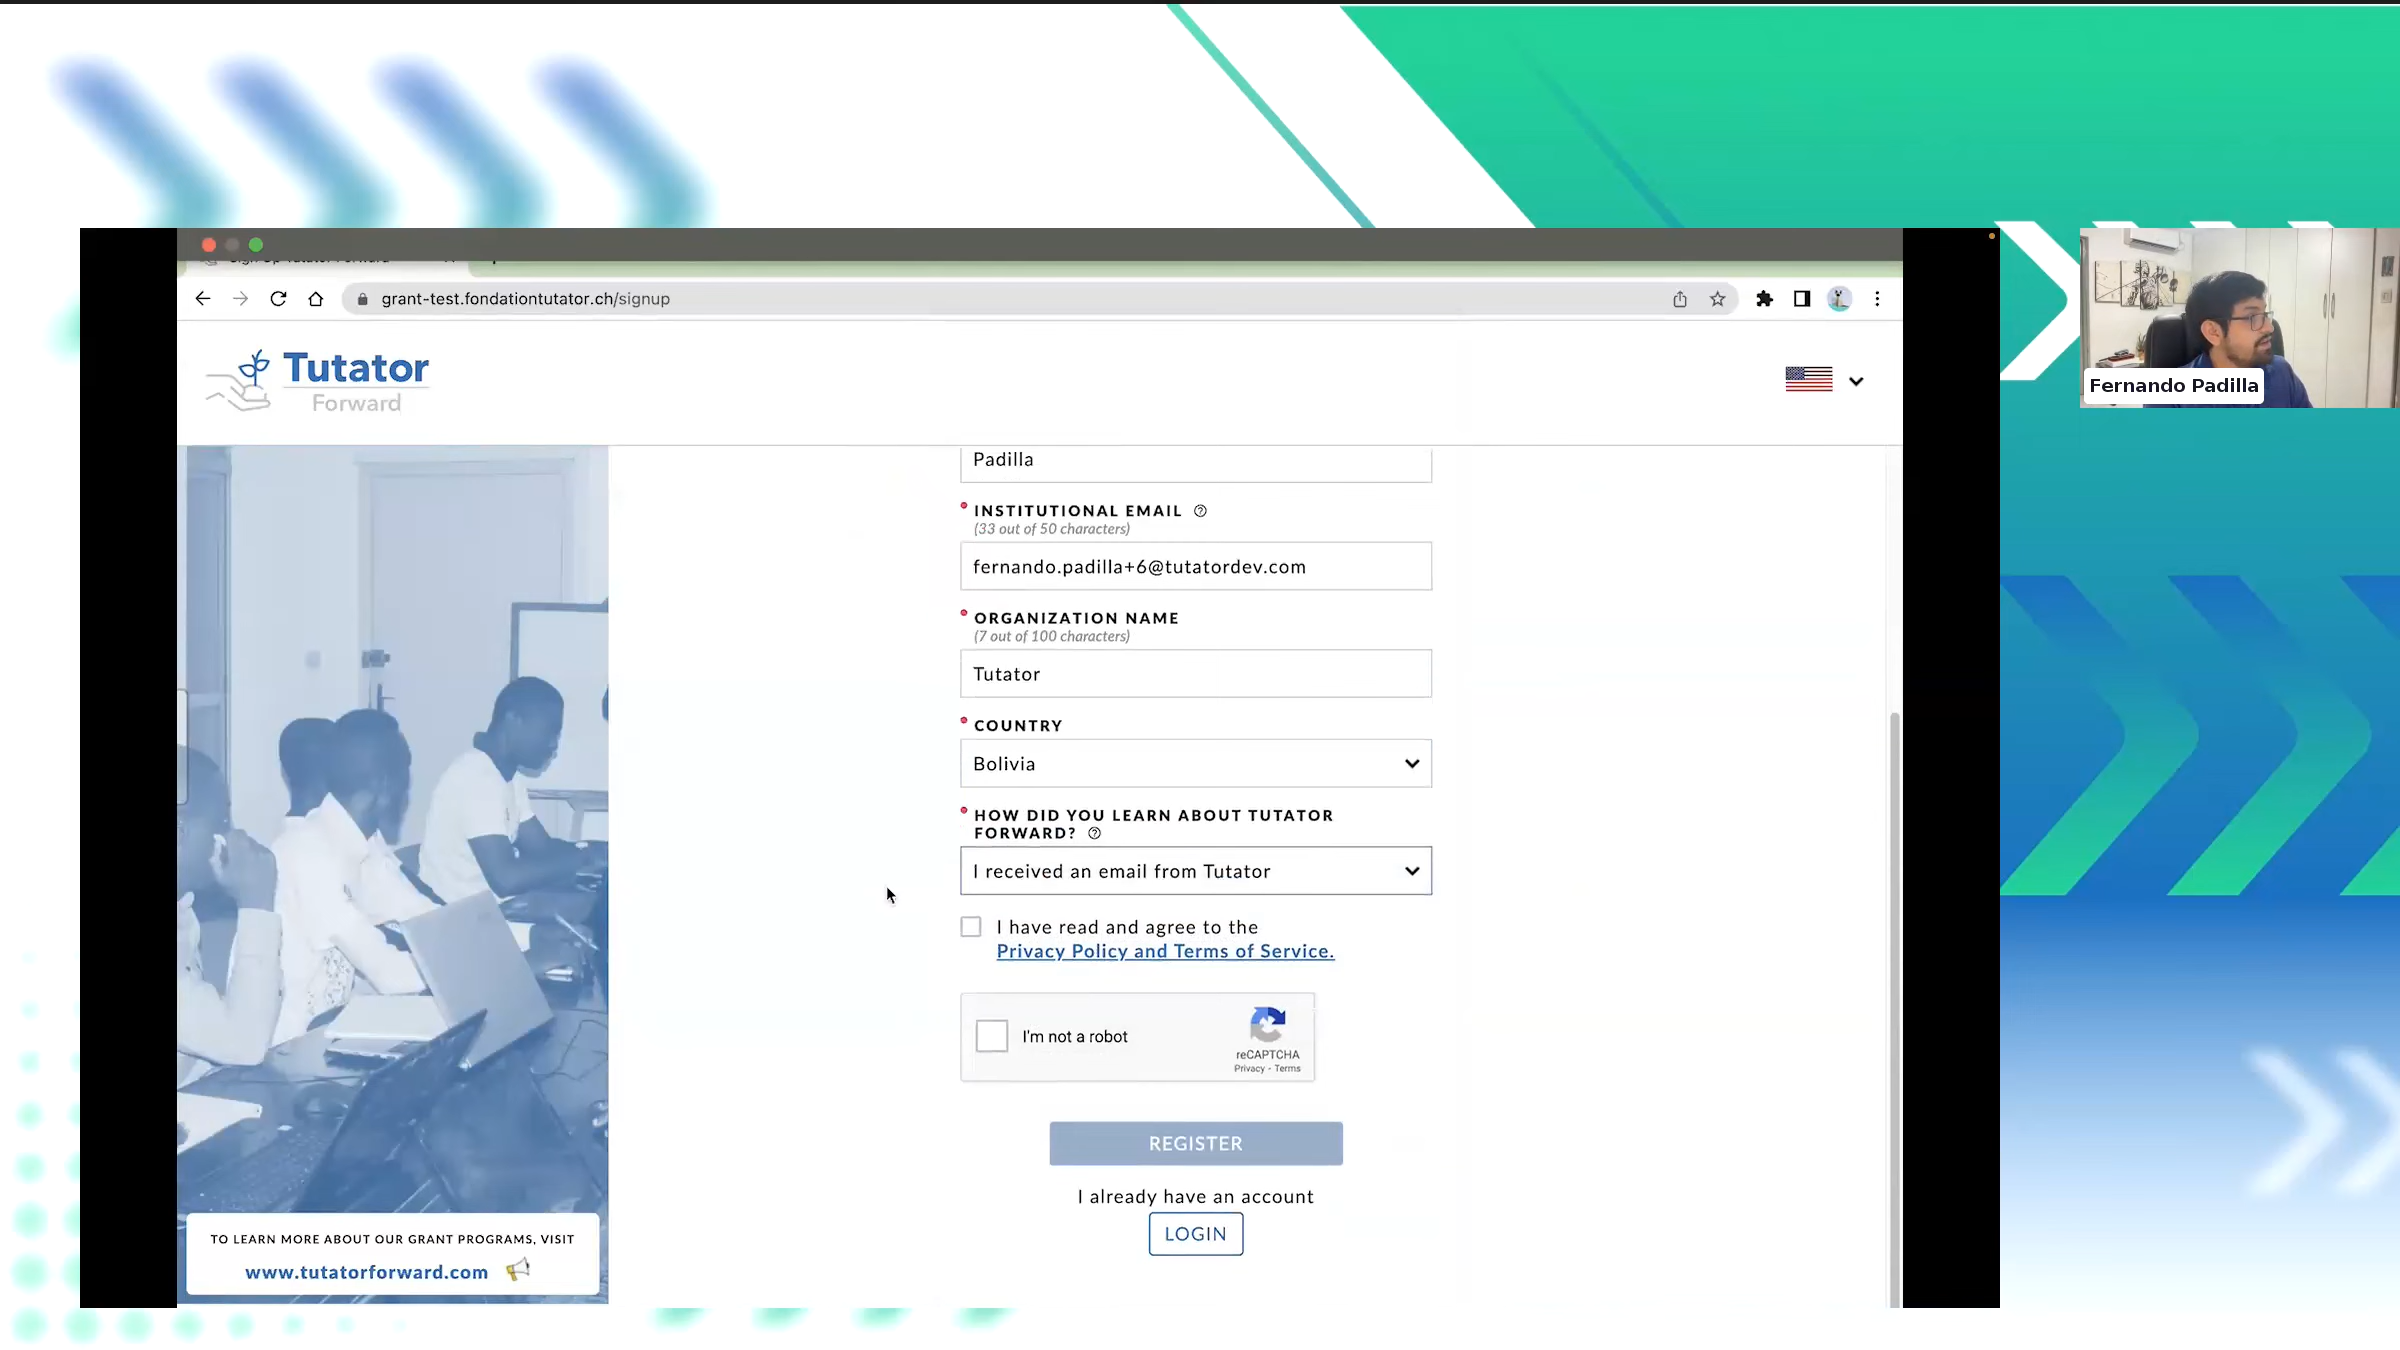 grant-test.fondationtutator.ch/signup
Tutator
Forward
Fernando Padilla
Padilla
INSTITUTIONAL EMAIL
(33 out of 50 characters)
fernando.padilla+6@tutatordev.com
ORGANIZATION NAME
(7 out of 100 characters)
Tutator
COUNTRY
Bolivia
HOW DID YOU LEARN ABOUT TUTATOR
FORWARD?
I received an email from Tutator
I have read and agree to the
Privacy Policy and Terms of Service.
I'm not a robot
reCAPTCHA
Privacy - Terms
REGISTER
I already have an account
LOGIN
TO LEARN MORE ABOUT OUR GRANT PROGRAMS, VISIT
www.tutatorforward.com